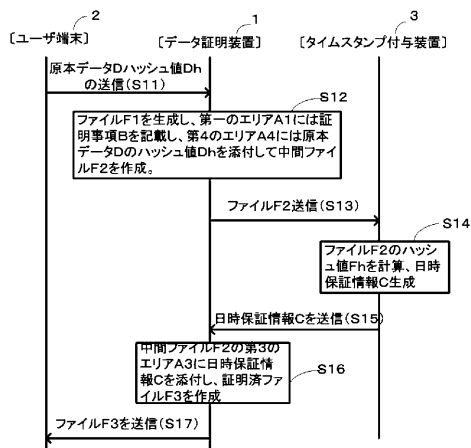 2
1
3
〔ユーザ端末〕
〔データ証明装置〕
〔タイムスタンプ付与装置〕
原本データDハッシュ値Dh
の送信(S11)
S12
ファイルF1を生成し、第一のエリアA1には証
明事項Bを記載し、第4のエリアA4には原本
データDのハッシュ値Dhを添付して中間ファイ
ルF2を作成。
ファイルF2送信(S13)
S14
ファイルF2のハッシ
ュ値Fhを計算、日時
保証情報C生成
日時保証情報Cを送信(S15)
中間ファイルF2の第3の
エリアA3に日時保証情
報Cを添付し、証明済ファ
イルF3を作成
S16
ファイルF3を送信(S17)